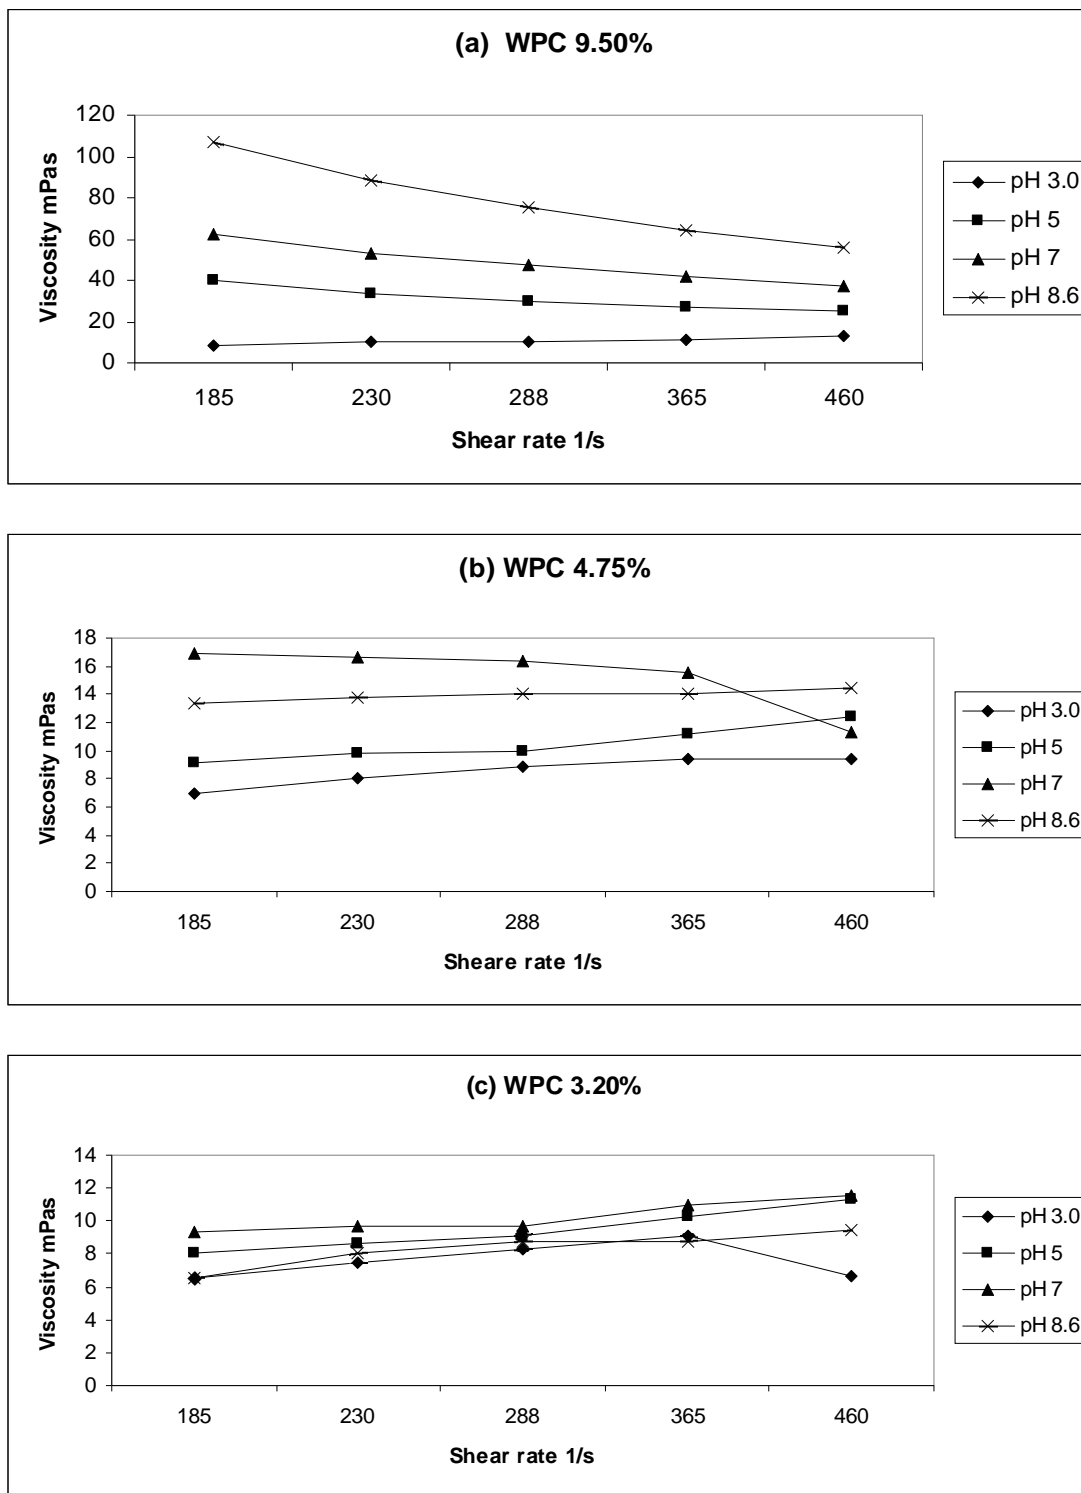 (a) WPC 9.50%
120
100
80
60
40
20
0
Viscosity mPas
185 230 288 365 460
Shear rate 1/s
pH 3.0
pH 5
pH 7
pH 8.6
(b) WPC 4.75%
18
16
14
12
10
8
6
4
2
0
Viscosity mPas
185 230 288 365 460
Sheare rate 1/s
pH 3.0
pH 5
pH 7
pH 8.6
(c) WPC 3.20%
14
12
10
8
6
4
2
0
Viscosity mPas
185 230 288 365 460
Shear rate 1/s
pH 3.0
pH 5
pH 7
pH 8.6